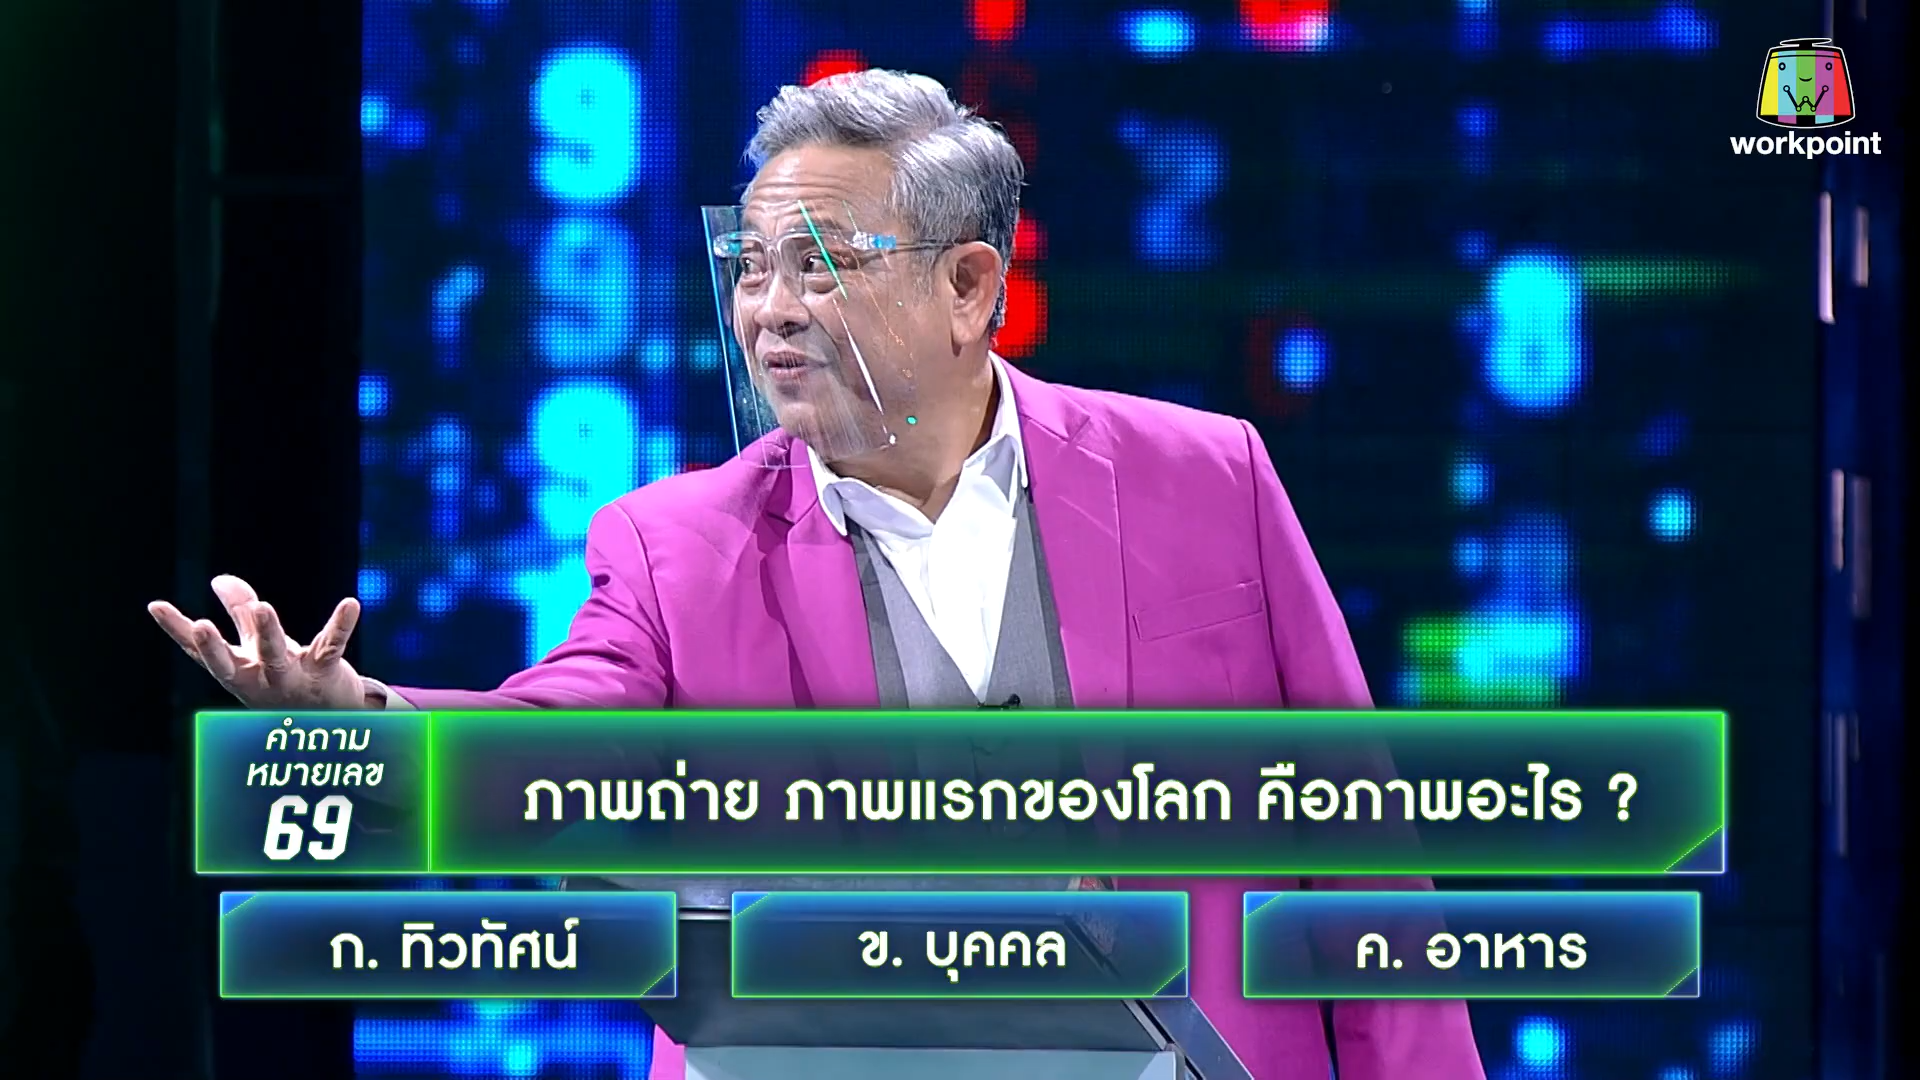 workpoint
คำถาม
หมายเลข
69
ภาพถ่าย ภาพแรกของโลก คือภาพอะไร ?
ก. ทิวทัศน์
ข. บุคคล
ค. อาหาร